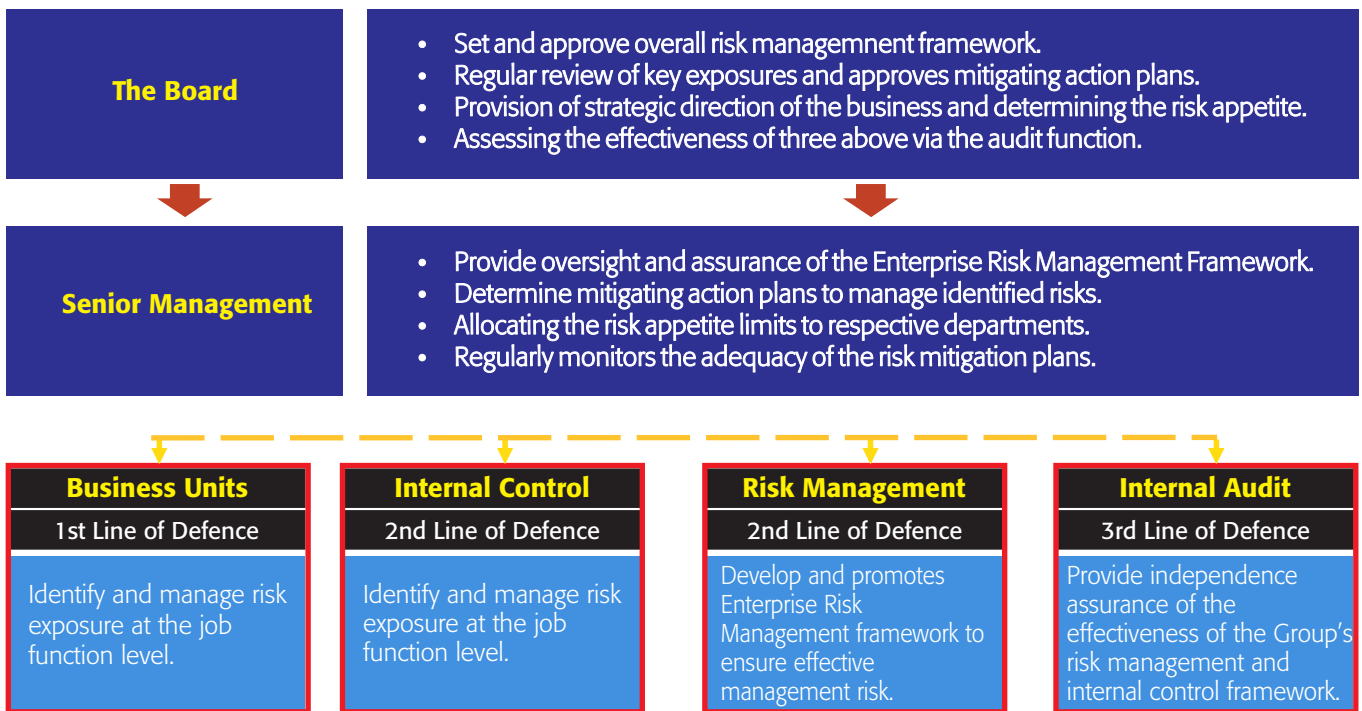 The Board
• Set and approve overall risk managemnent framework.
• Regular review of key exposures and approves mitigating action plans.
• Provision of strategic direction of the business and determining the risk appetite.
• Assessing the effectiveness of three above via the audit function.
Senior Management
• Provide oversight and assurance of the Enterprise Risk Management Framework.
• Determine mitigating action plans to manage identified risks.
• Allocating the risk appetite limits to respective departments.
• Regularly monitors the adequacy of the risk mitigation plans.
Business Units
1st Line of Defence
Identify and manage risk
exposure at the job
function level.
Internal Control
2nd Line of Defence
Identify and manage risk
exposure at the job
function level.
Risk Management
2nd Line of Defence
Develop and promotes
Enterprise Risk
Management framework to
ensure effective
management risk.
Internal Audit
3rd Line of Defence
Provide independence
assurance of the
effectiveness of the Group's
risk management and
internal control framework.